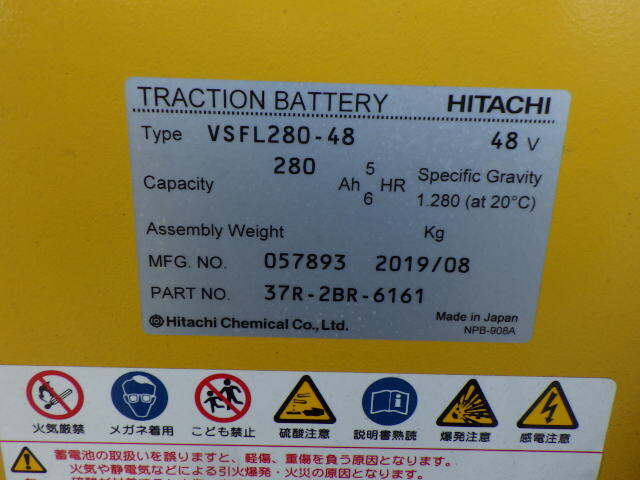 TRACTION BATTERY HITACHI
Type VSFL280-48 48 V
Capacity 280 Ah 5 HR Specific Gravity
6 1.280 (at 20°C)
Assembly Weight Kg
MFG. NO. 057893 2019/08
PART NO. 37R-2BR-6161
Hitachi Chemical Co., Ltd. Made in Japan
NPB-908A
火気厳禁 メガネ着用 こども禁止 硫酸注意 説明書熟読 爆発注意 感電注意
蓄電池の取扱いを誤りますと、軽傷、重傷を負う原因となります。
火気や静電気などによる引火爆発・火災の原因となります。